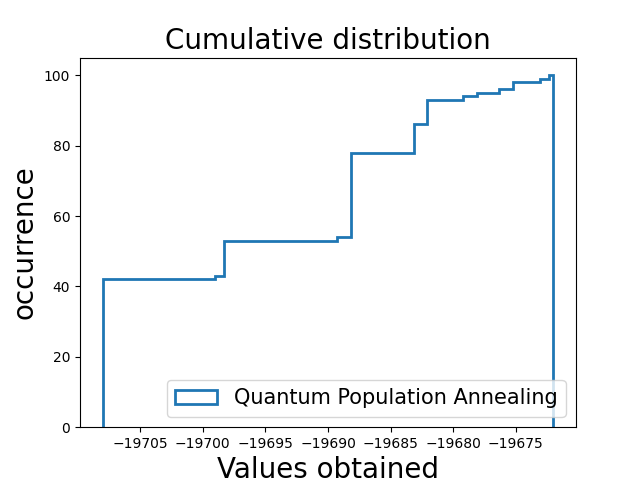 Cumulative distribution
100
80
60
40
20
0
occurrence
Quantum Population Annealing
−19705 −19700 −19695 −19690 −19685 −19680 −19675
Values obtained